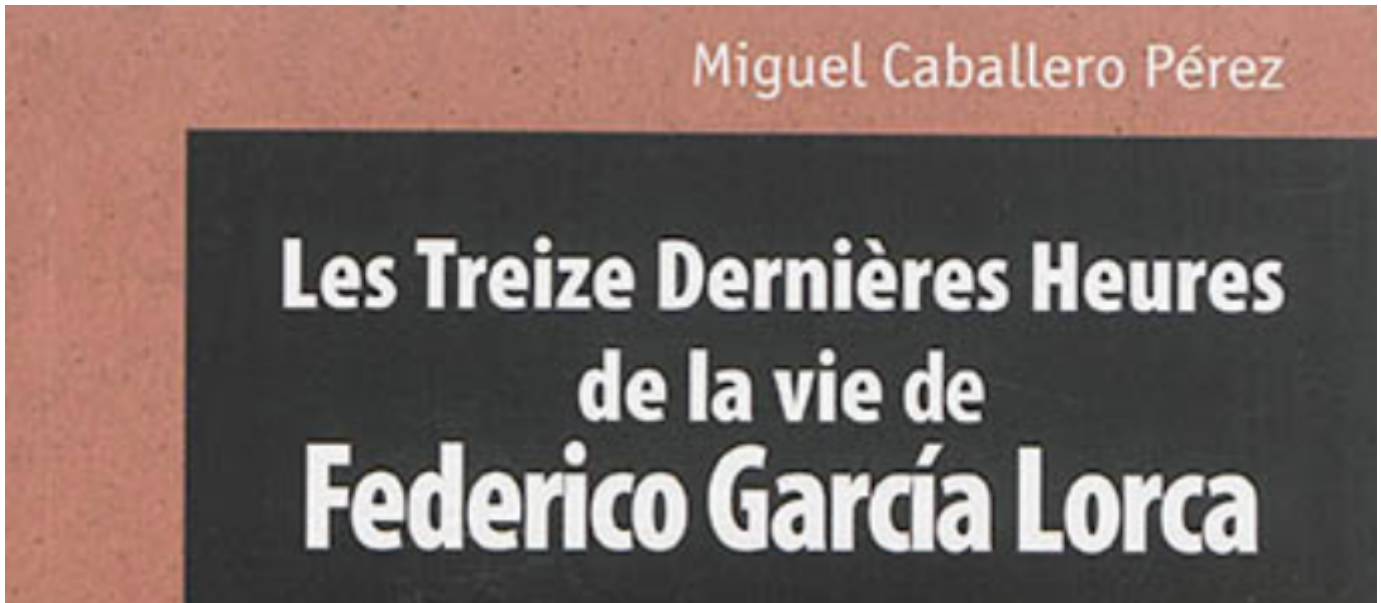 Miguel Caballero Pérez
Les Treize Dernières Heures
de la vie de
Federico García Lorca